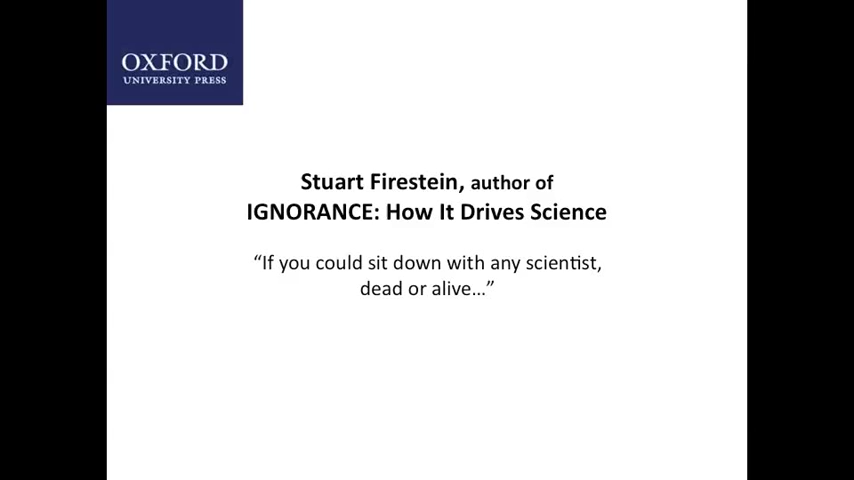 OXFORD
UNIVERSITY PRESS
Stuart Firestein, author of
IGNORANCE: How It Drives Science
“If you could sit down with any scientist,
dead or alive…”